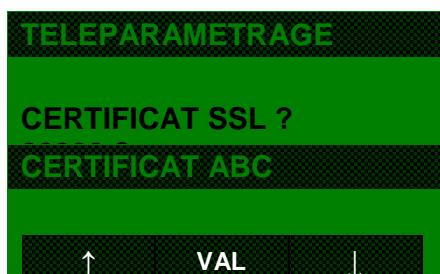 TELEPARAMETRAGE
CERTIFICAT SSL ?
CERTIFICAT ABC
↑ VAL ↓